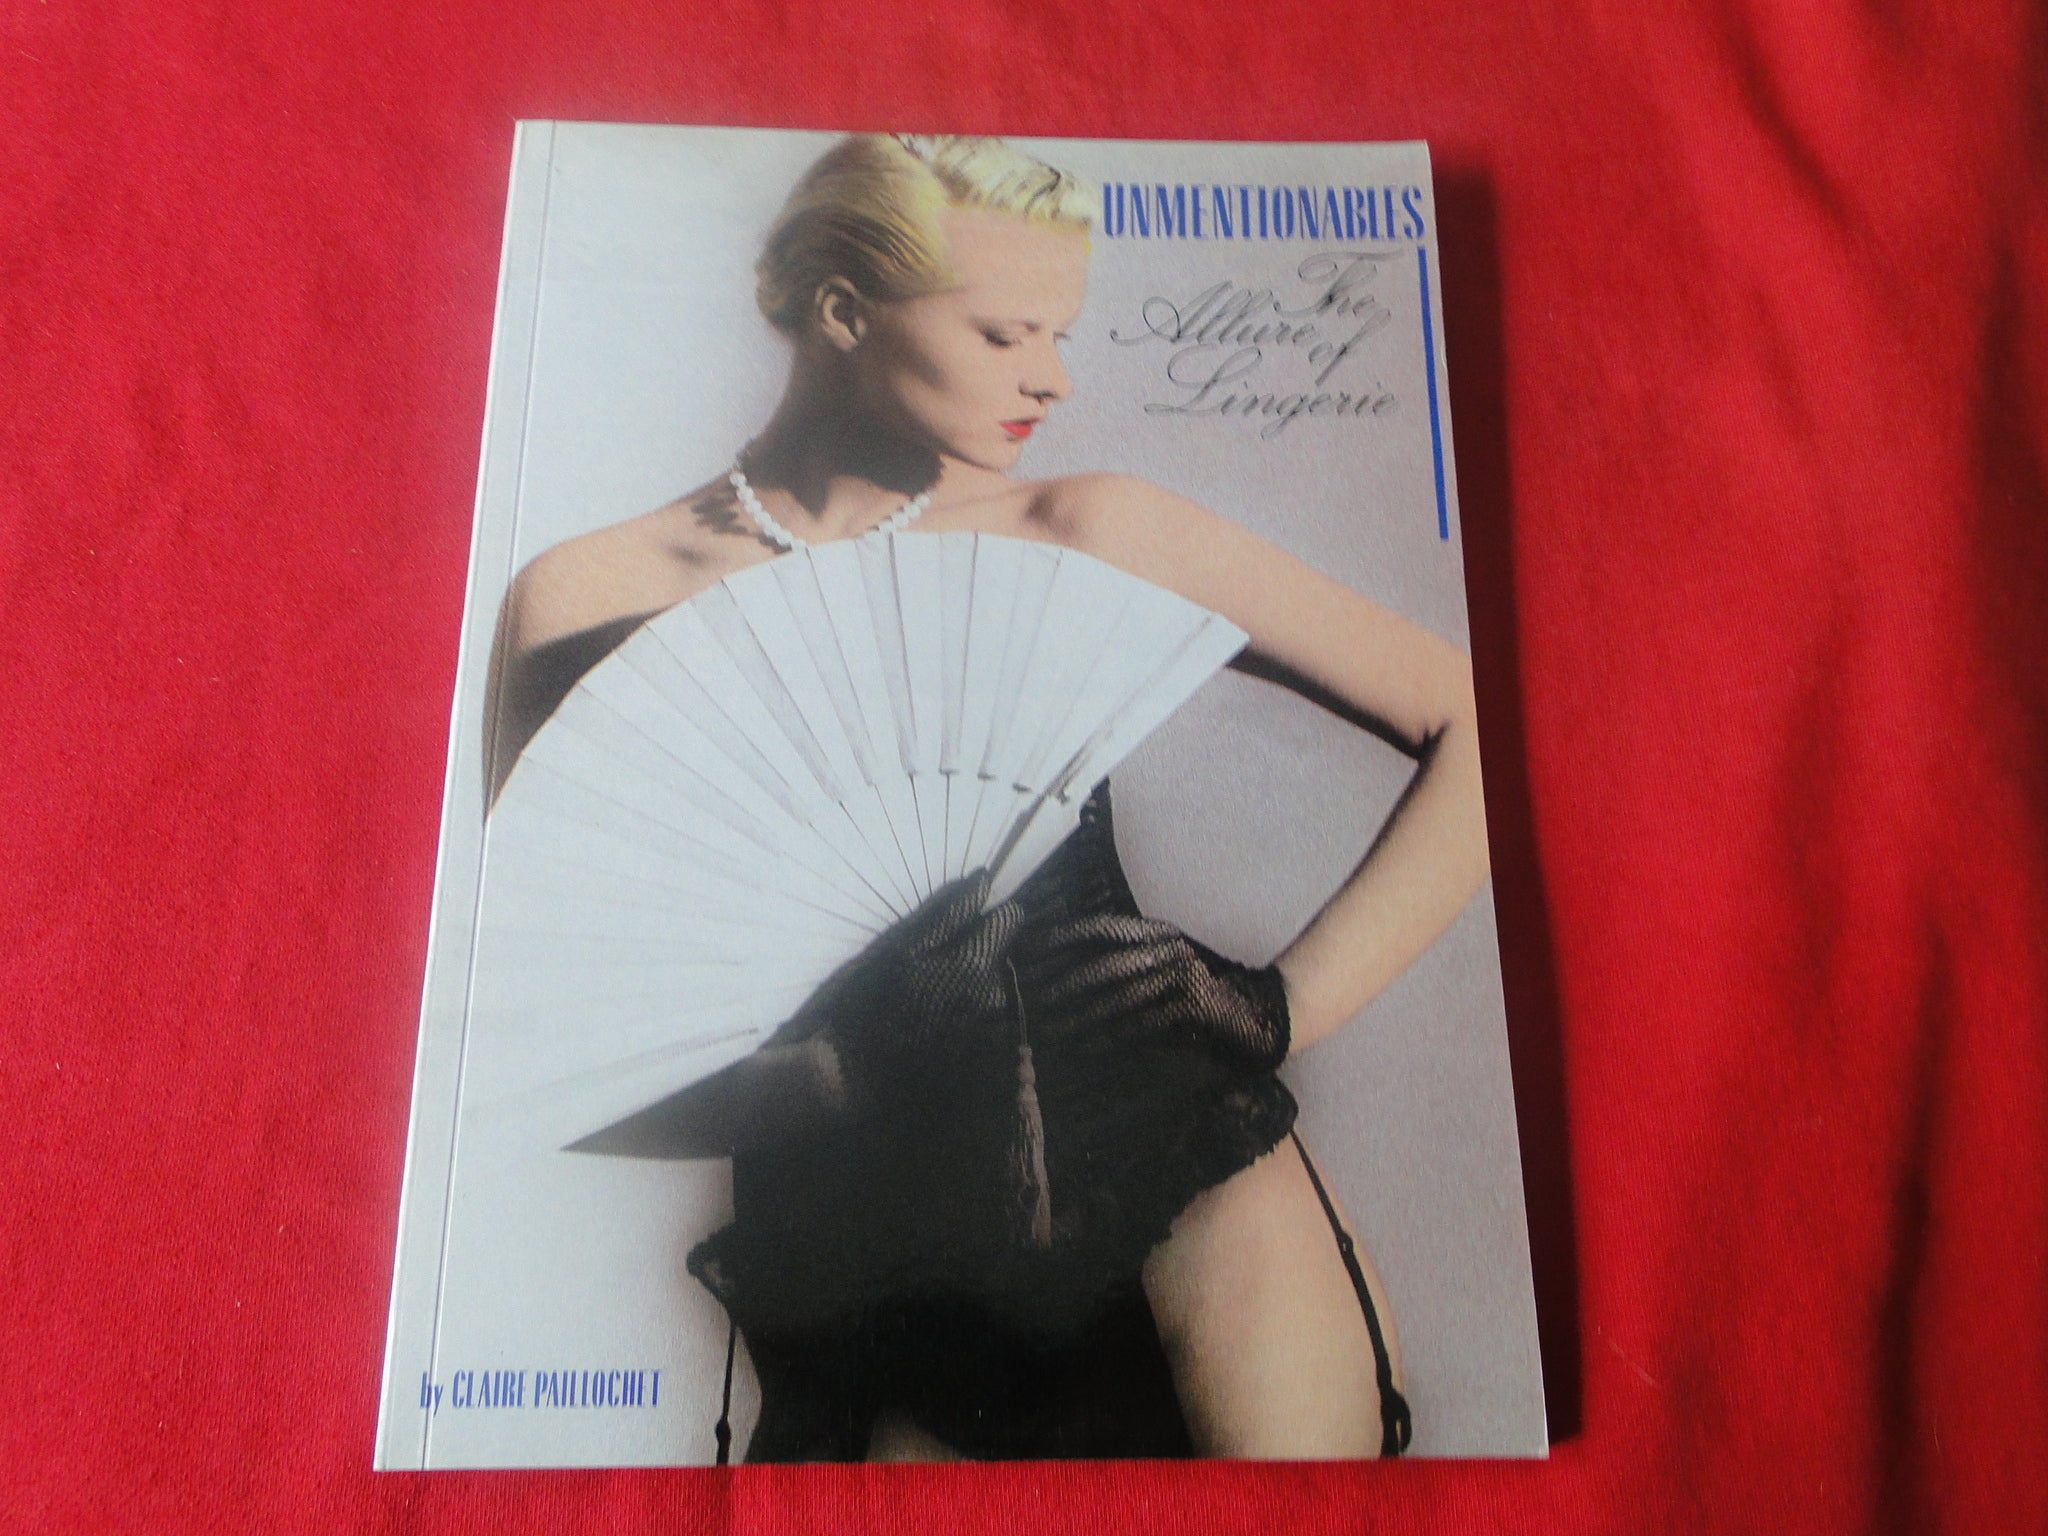 UNMENTIONABLES
The
Allure of
Lingerie
by CLAIRE PAILLOCHET